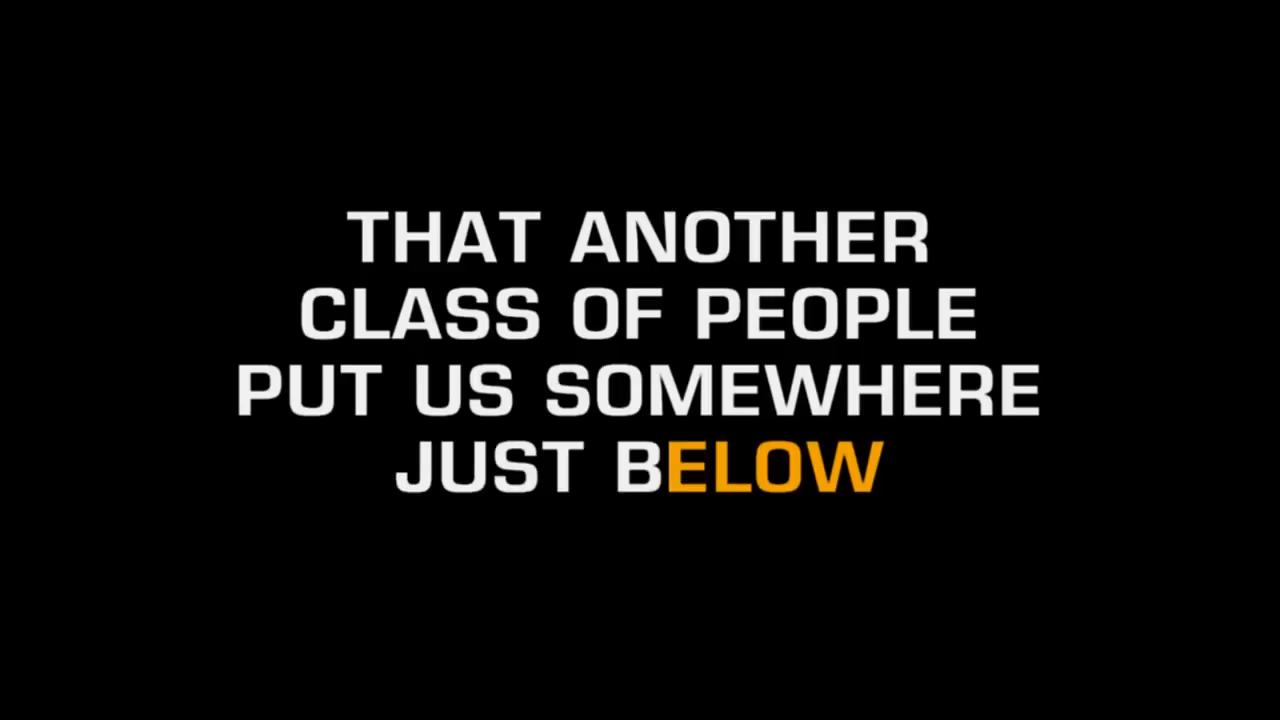 THAT ANOTHER
CLASS OF PEOPLE
PUT US SOMEWHERE
JUST BELOW